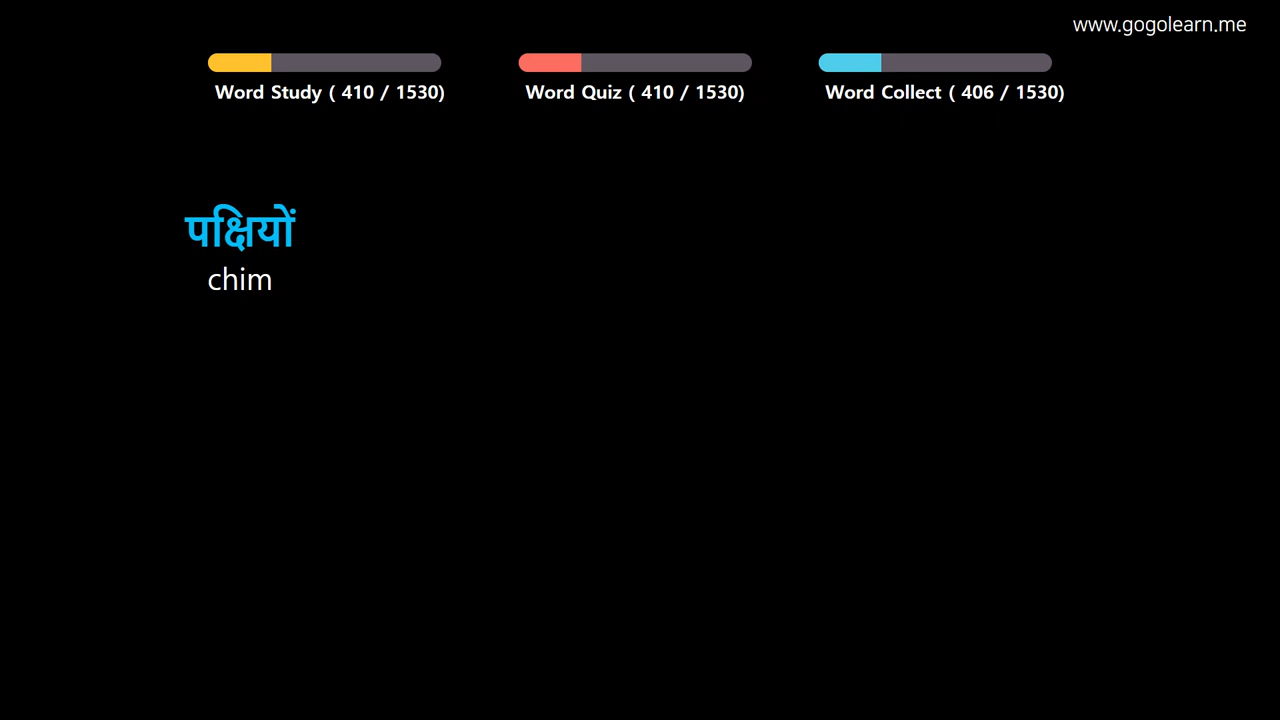 www.gogolearn.me
Word Study ( 410 / 1530)
Word Quiz ( 410 / 1530)
Word Collect ( 406 / 1530)
पक्षियों
chim